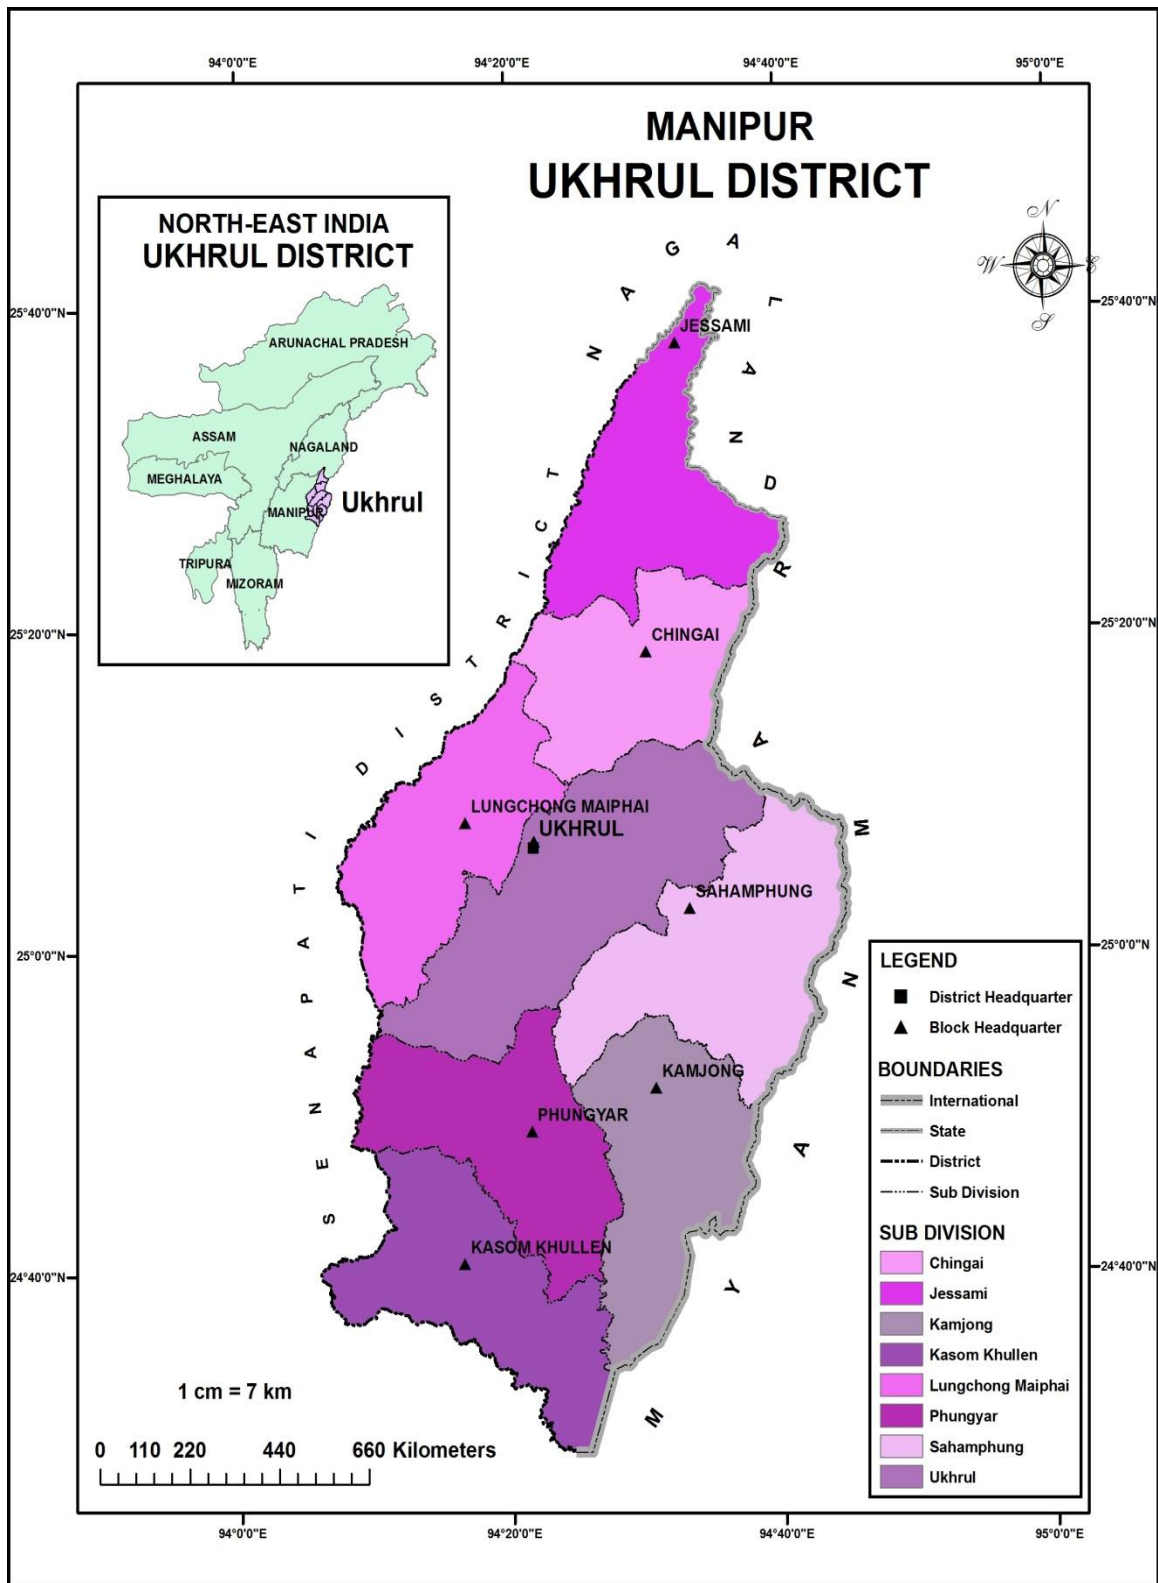 94°0'0"E 94°20'0"E 94°40'0"E 95°0'0"E
MANIPUR
UKHRUL DISTRICT
NORTH-EAST INDIA
UKHRUL DISTRICT
ARUNACHAL PRADESH
ASSAM
NAGALAND
MEGHALAYA
MANIPUR
Ukhrul
TRIPURA
MIZORAM
N
W E
S
25°40'0"N 25°40'0"N
25°20'0"N 25°20'0"N
25°0'0"N 25°0'0"N
24°40'0"N 24°40'0"N
NAGALAND
SENAPATI DISTRICT
MYANMAR
JESSAMI
CHINGAI
LUNGCHONG MAIPHAI
UKHRUL
SAHAMPHUNG
KAMJONG
PHUNGYAR
KASOM KHULLEN
LEGEND
District Headquarter
Block Headquarter
BOUNDARIES
International
State
District
Sub Division
SUB DIVISION
Chingai
Jessami
Kamjong
Kasom Khullen
Lungchong Maiphai
Phungyar
Sahamphung
Ukhrul
1 cm = 7 km
0 110 220 440 660 Kilometers
94°0'0"E 94°20'0"E 94°40'0"E 95°0'0"E